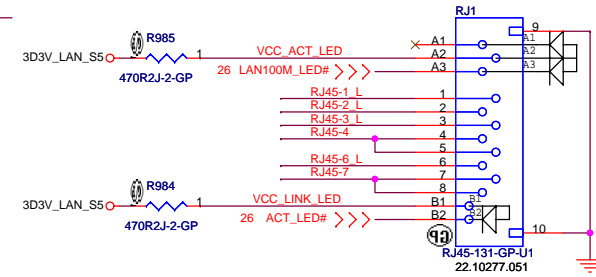 RJ1
R985
3D3V_LAN_S5
1
VCC_ACT_LED
470R2J-2-GP
26 LAN100M_LED#
A1
A2
A3
A1
A2
A3
9
RJ45-1_L
1
RJ45-2_L
2
RJ45-3_L
3
RJ45-4
4
5
RJ45-6_L
6
RJ45-7
7
8
R984
3D3V_LAN_S5
1
VCC_LINK_LED
470R2J-2-GP
26 ACT_LED#
B1
B2
B1
B2
10
RJ45-131-GP-U1
22.10277.051